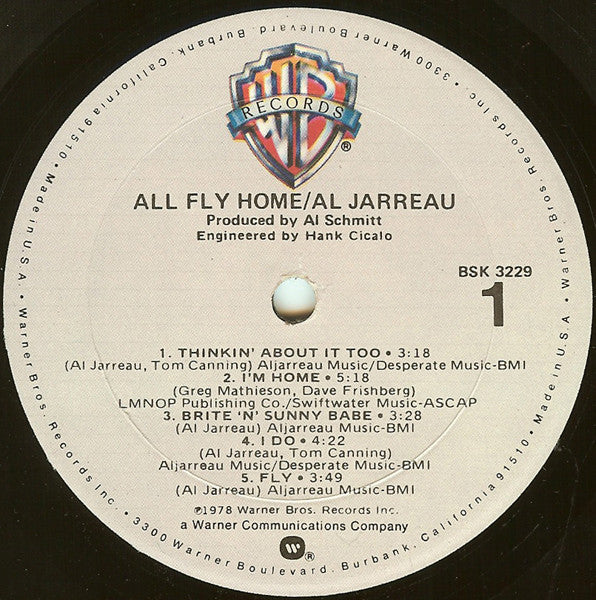 WB
RECORDS
®
ALL FLY HOME/AL JARREAU
Produced by Al Schmitt
Engineered by Hank Cicalo
BSK 3229
1
1. THINKIN' ABOUT IT TOO • 3:18
(Al Jarreau, Tom Canning) Aljarreau Music/Desperate Music-BMI
2. I'M HOME • 5:18
(Greg Mathieson, Dave Frishberg)
LMNOP Publishing Co./Swiftwater Music-ASCAP
3. BRITE 'N' SUNNY BABE • 3:28
(Al Jarreau) Aljarreau Music-BMI
4. I DO • 4:22
(Al Jarreau, Tom Canning)
Aljarreau Music/Desperate Music-BMI
5. FLY • 3:49
(Al Jarreau) Aljarreau Music-BMI
℗1978 Warner Bros. Records Inc.
a Warner Communications Company
W ®
Warner Bros. Records Inc. • 3300 Warner Boulevard, Burbank, California 91510 • Made in U.S.A. • Warner Bros. Records Inc. • 3300 Warner Boulevard, Burbank, California 91510 • Made in U.S.A. •